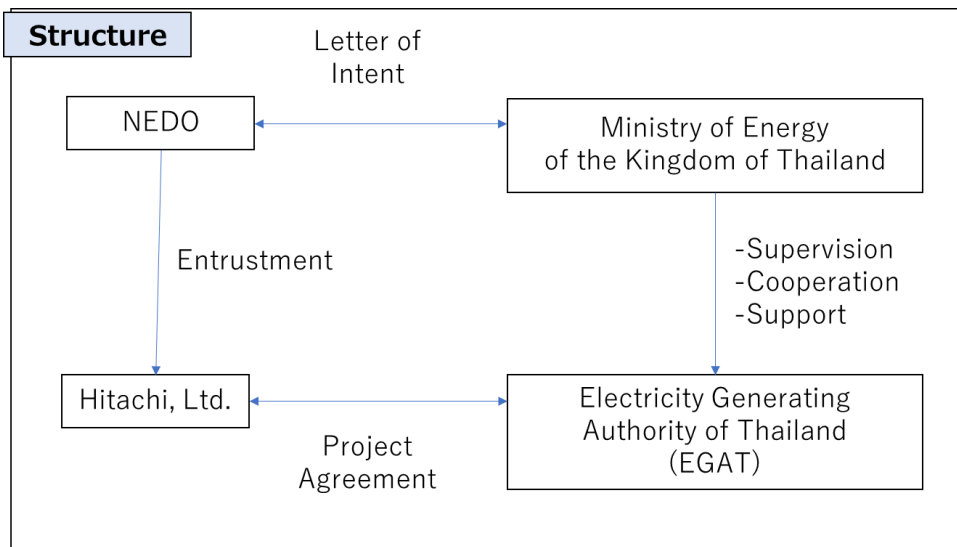 Structure
Letter of
Intent
NEDO
Ministry of Energy
of the Kingdom of Thailand
Entrustment
-Supervision
-Cooperation
-Support
Hitachi, Ltd.
Electricity Generating
Authority of Thailand
(EGAT)
Project
Agreement